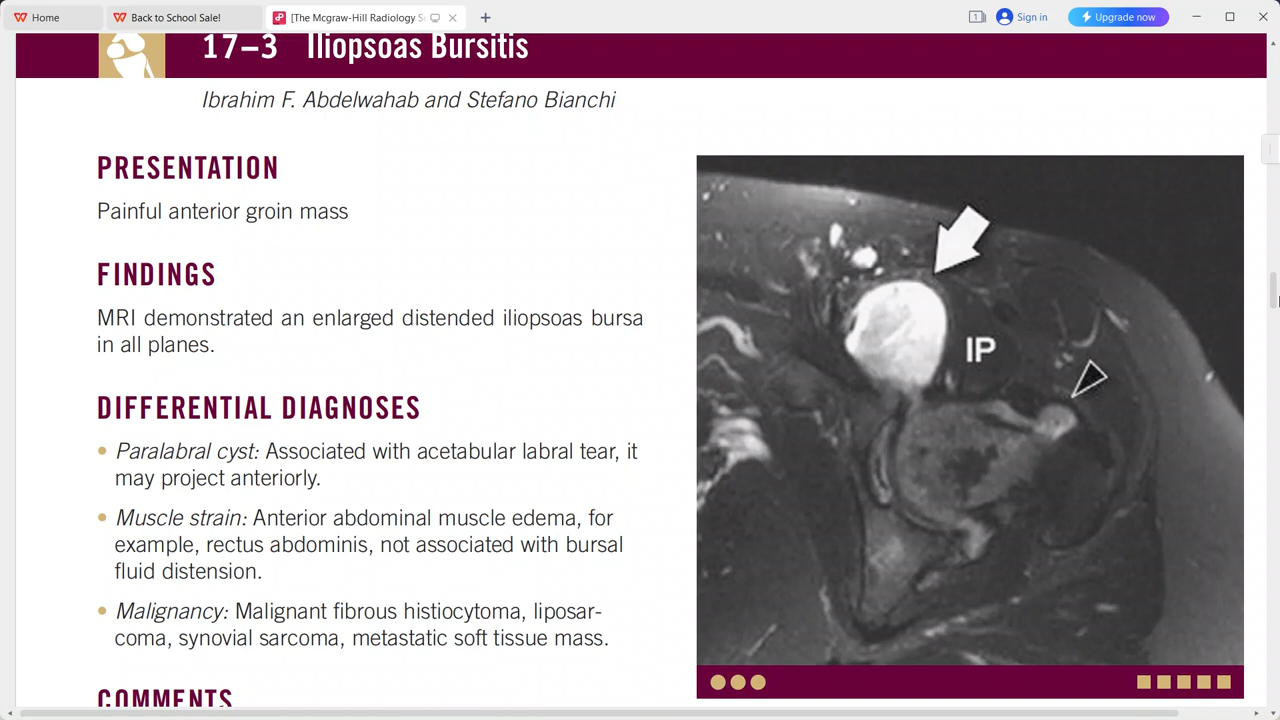 Home
Back to School Sale!
[The Mcgraw-Hill Radiology S
1
Sign in
Upgrade now
17–3 Iliopsoas Bursitis
Ibrahim F. Abdelwahab and Stefano Bianchi
PRESENTATION
Painful anterior groin mass
FINDINGS
MRI demonstrated an enlarged distended iliopsoas bursa
in all planes.
DIFFERENTIAL DIAGNOSES
• Paralabral cyst: Associated with acetabular labral tear, it
may project anteriorly.
• Muscle strain: Anterior abdominal muscle edema, for
example, rectus abdominis, not associated with bursal
fluid distension.
• Malignancy: Malignant fibrous histiocytoma, liposar-
coma, synovial sarcoma, metastatic soft tissue mass.
COMMENTS
IP